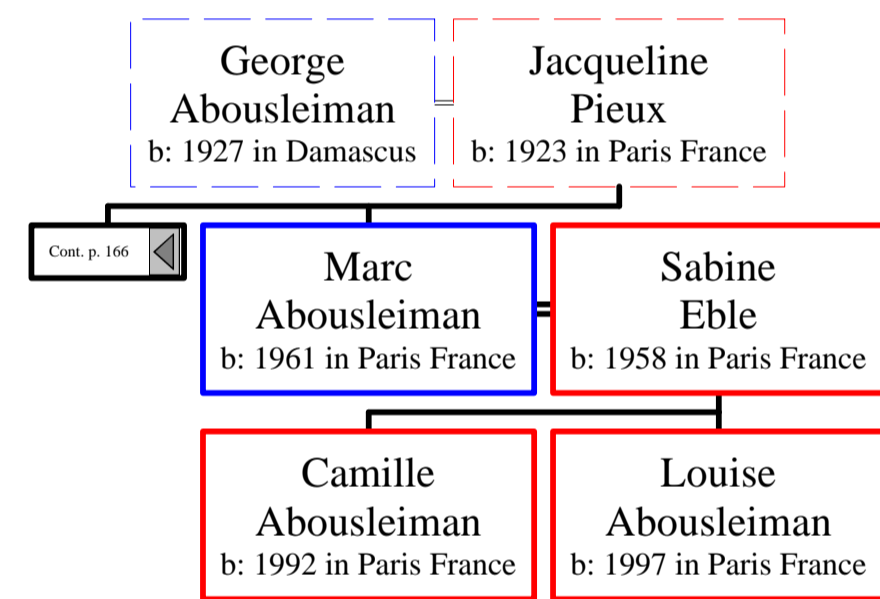 George
Abousleiman
b: 1927 in Damascus
Jacqueline
Pieux
b: 1923 in Paris France
Cont. p. 166
Marc
Abousleiman
b: 1961 in Paris France
Sabine
Eble
b: 1958 in Paris France
Camille
Abousleiman
b: 1992 in Paris France
Louise
Abousleiman
b: 1997 in Paris France